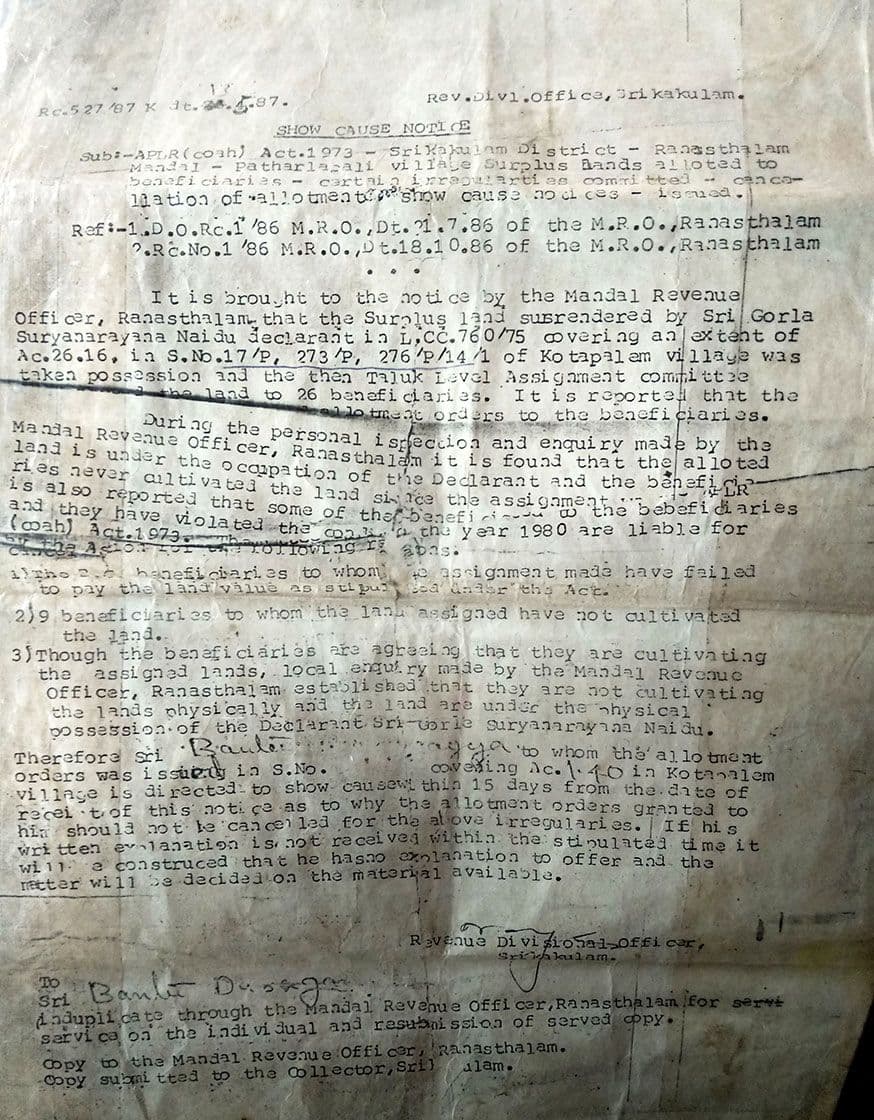 Rc.527/87 K dt. .5.87. Rev.Divl.Office,Srikakulam.
SHOW CAUSE NOTICE
Sub:-APLR(coah) Act.1973 - Srikakulam District - Ranasthalam
Mandal - Patharlapali village Surplus Lands alloted to
beneficiaries - certain irregularties committed - cance-
llation of allotment show cause notices - issued.
Ref:-1.D.O.Rc.1/86 M.R.O.,Dt.21.7.86 of the M.R.O.,Ranasthalam
2.Rc.No.1/86 M.R.O.,Dt.18.10.86 of the M.R.O.,Ranasthalam
...
It is brought to the notice by the Mandal Revenue
Officer, Ranasthalam that the Surplus land susrendered by Sri Gorla
Suryanarayana Naidu declarant in L.CC.760/75 covering an extent of
Ac.26.16, in S.No.17/P, 273/P, 276/P/14/1 of Kotapalem village was
taken possession and the then Taluk Level Assignment committee
the land to 26 beneficiaries. It is reported that the
allotment orders to the beneficiaries.
During the personal ispection and enquiry made by the
Mandal Revenue Officer, Ranasthalam it is found that the alloted
land is under the occupation of the Declarant and the benefic-
ries never cultivated the land since the assignment
is also reported that some of the bebeficiaries
and they have violated the LR
(coah) Act.1973. the year 1980 are liable for
the following
1)The beneficiaries to whom assignment made have failed
to pay the land value as stipulated under the Act.
2)9 beneficiaries to whom the land assigned have not cultivated
the land.
3)Though the beneficiaries are agreeing that they are cultivating
the assigned lands, local enquiry made by the Mandal Revenue
Officer, Ranasthalam established that they are not cultivating
the lands physically and the land are under the physical
possession of the Declarant Sri Gorle Suryanarayana Naidu.
Therefore Sri to whom the allotment
orders was issued in S.No. covering Ac.1.40 in Kotapalem
village is directed to show causewithin 15 days from the date of
receipt of this notice as to why the allotment orders granted to
him should not be cancelled for the above irregularies. If his
written explanation is not received within the stipulated time it
will be construced that he hasno explanation to offer and the
matter will be decided on the material available.
Revenue Divisional Officer,
Srikakulam.
To
Sri
induplicate through the Mandal Revenue Officer,Ranasthalam for servi
service on the individual and resubmission of served copy.
Copy to the Mandal Revenue Officer, Ranasthalam.
Copy submitted to the Collector,Srikakulam.